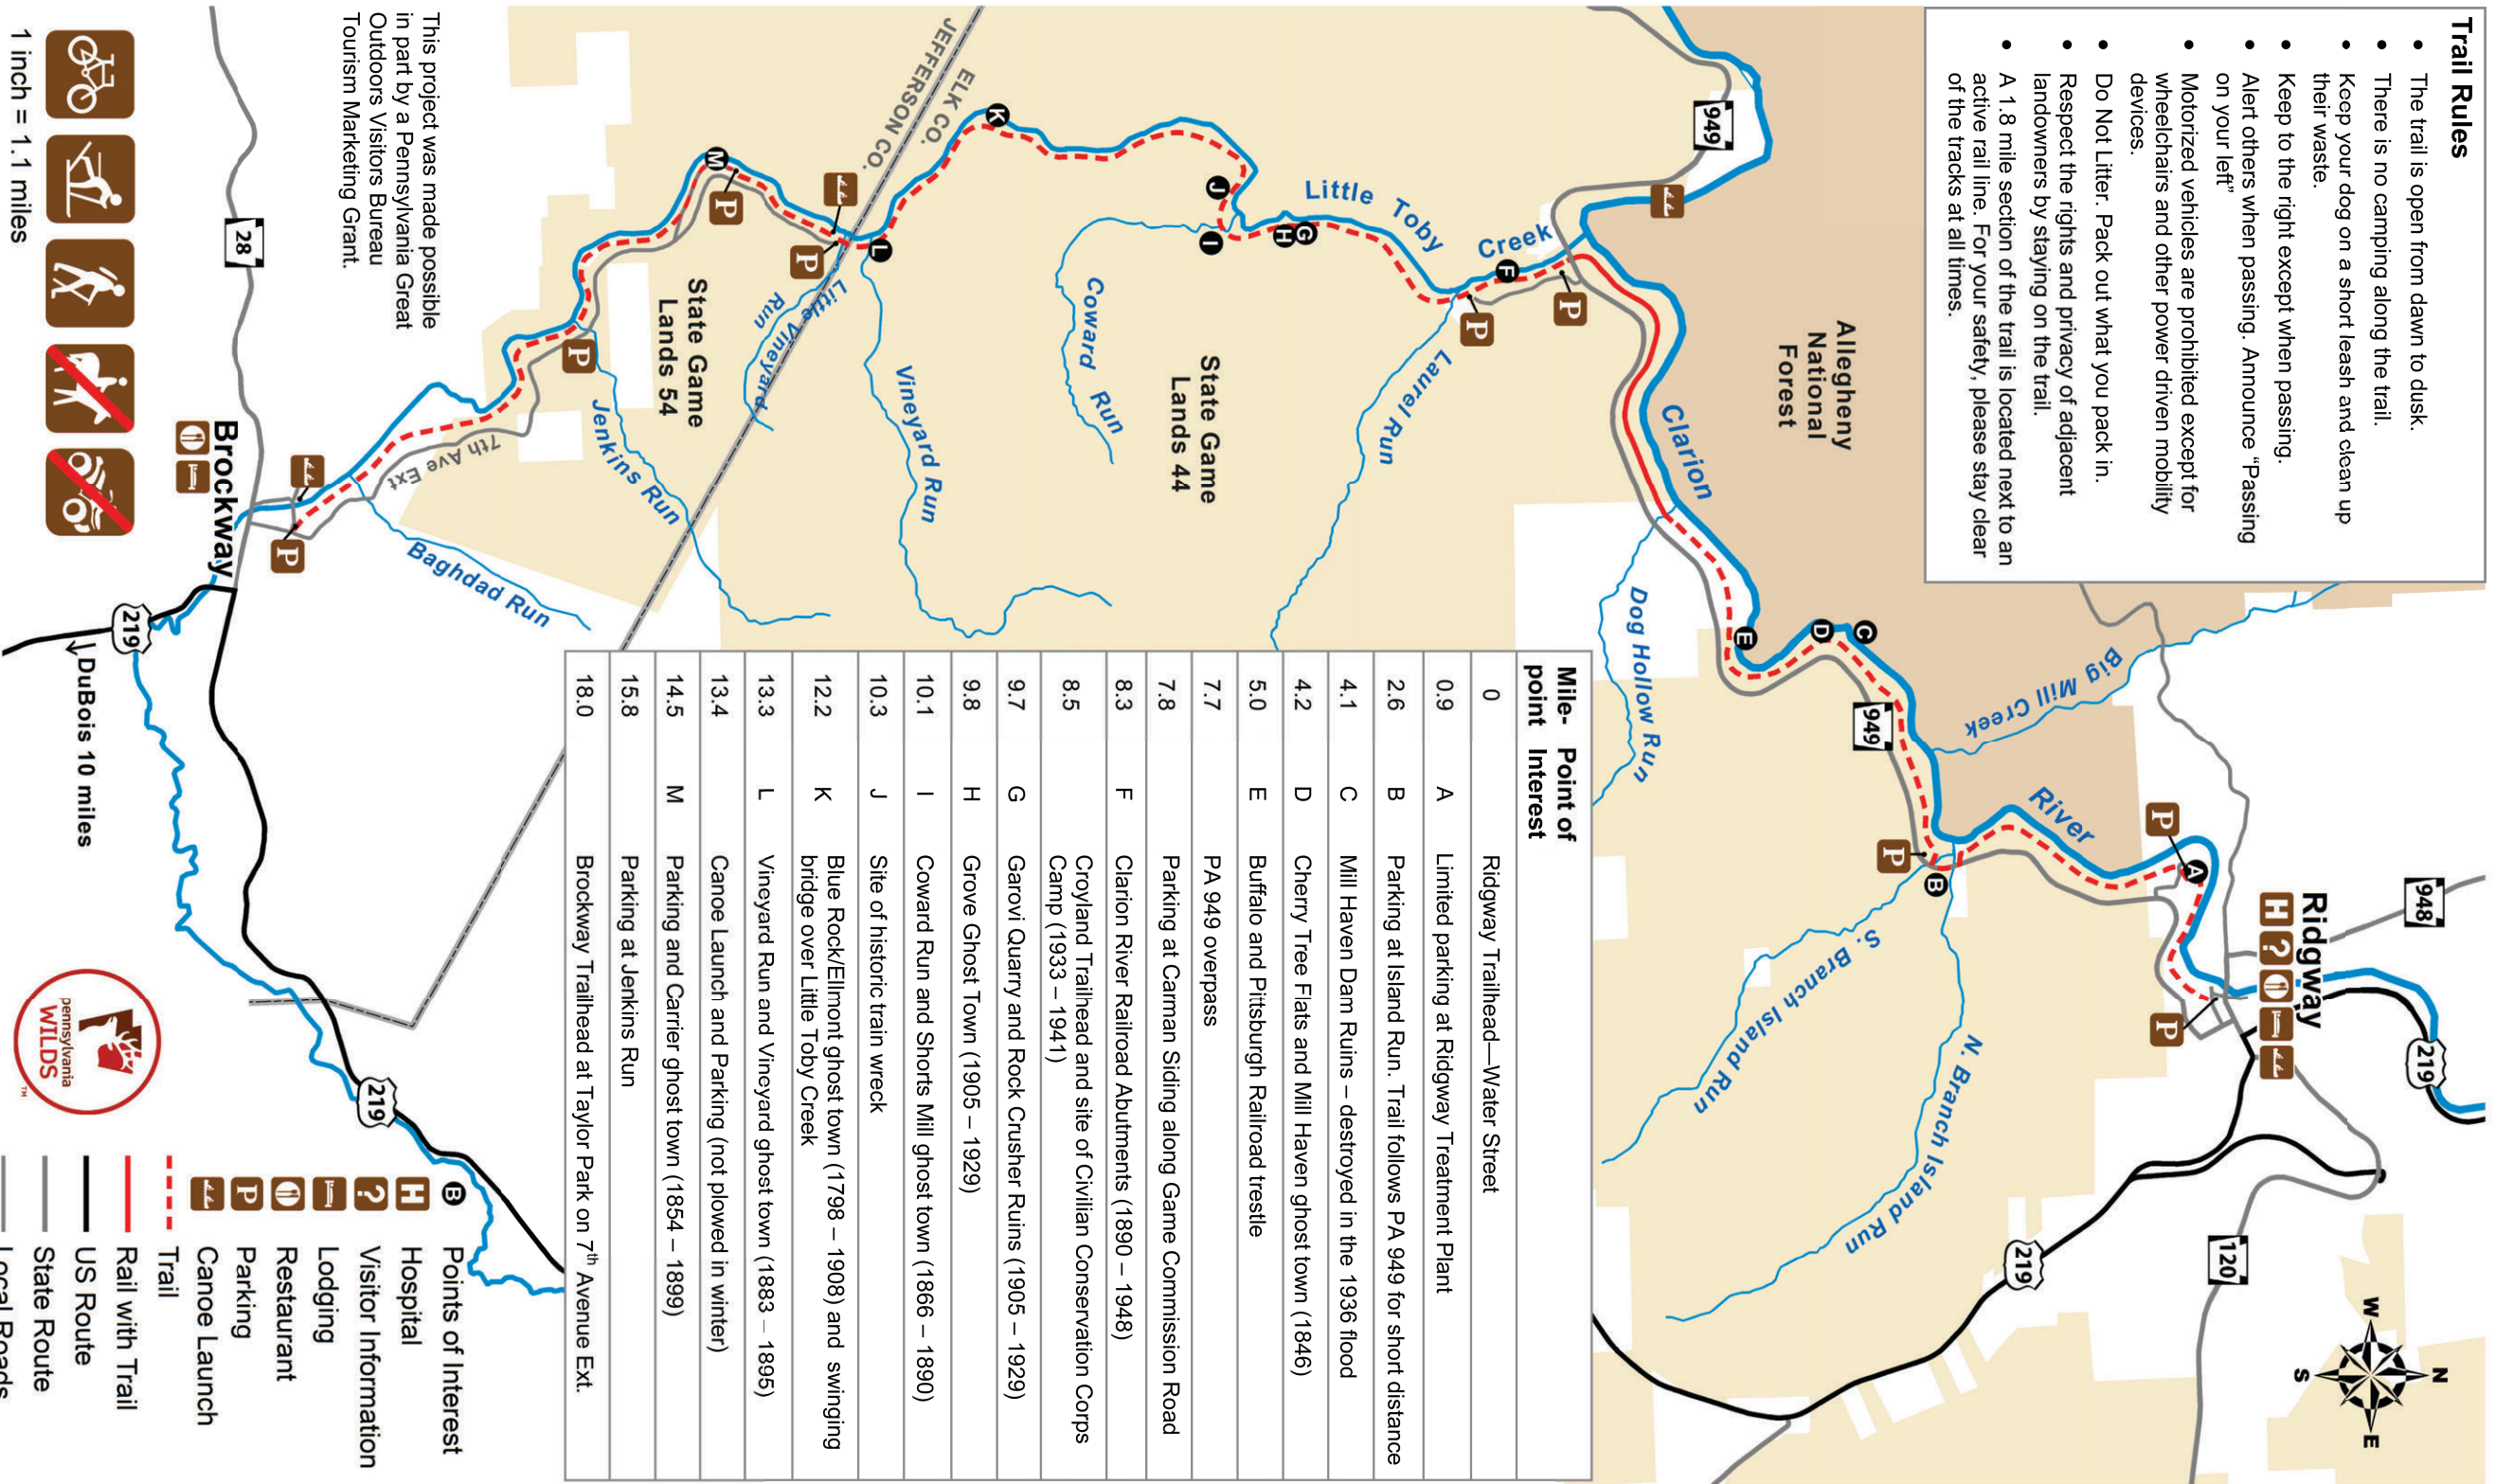 Trail Rules
• The trail is open from dawn to dusk.
• There is no camping along the trail.
• Keep your dog on a short leash and clean up
their waste.
• Keep to the right except when passing.
• Alert others when passing. Announce “Passing
on your left”
• Motorized vehicles are prohibited except for
wheelchairs and other power driven mobility
devices.
• Do Not Litter. Pack out what you pack in.
• Respect the rights and privacy of adjacent
landowners by staying on the trail.
• A 1.8 mile section of the trail is located next to an
active rail line. For your safety, please stay clear
of the tracks at all times.
948
Ridgway
H ?
219
N
W E
S
120
219
P
A
P
River
Big Mill Creek
B
P
N. Branch Island Run
S. Branch Island Run
949
C
D
E
Allegheny
National
Forest
Clarion
Dog Hollow Run
949
P
F
P
Little Toby Creek
Laurel Run
G
H
I
J
State Game
Lands 44
Coward Run
K
ELK CO.
JEFFERSON CO.
Vineyard Run
L
P
Little Vineyard
Run
M
P
State Game
Lands 54
Jenkins Run
P
7th Ave Ext
Baghdad Run
P
Brockway
28
219
DuBois 10 miles
219
Mile-
point
Point of
Interest
0 Ridgway Trailhead—Water Street
0.9 A Limited parking at Ridgway Treatment Plant
2.6 B Parking at Island Run. Trail follows PA 949 for short distance
4.1 C Mill Haven Dam Ruins – destroyed in the 1936 flood
4.2 D Cherry Tree Flats and Mill Haven ghost town (1846)
5.0 E Buffalo and Pittsburgh Railroad trestle
7.7 PA 949 overpass
7.8 Parking at Carman Siding along Game Commission Road
8.3 F Clarion River Railroad Abutments (1890 – 1948)
8.5 Croyland Trailhead and site of Civilian Conservation Corps
Camp (1933 – 1941)
9.7 G Garovi Quarry and Rock Crusher Ruins (1905 – 1929)
9.8 H Grove Ghost Town (1905 – 1929)
10.1 I Coward Run and Shorts Mill ghost town (1866 – 1890)
10.3 J Site of historic train wreck
12.2 K Blue Rock/Ellmont ghost town (1798 – 1908) and swinging
bridge over Little Toby Creek
13.3 L Vineyard Run and Vineyard ghost town (1883 – 1895)
13.4 Canoe Launch and Parking (not plowed in winter)
14.5 M Parking and Carrier ghost town (1854 – 1899)
15.8 Parking at Jenkins Run
18.0 Brockway Trailhead at Taylor Park on 7th Avenue Ext.
This project was made possible
in part by a Pennsylvania Great
Outdoors Visitors Bureau
Tourism Marketing Grant.
1 inch = 1.1 miles
pennsylvania
WILDS
™
B Points of Interest
H Hospital
? Visitor Information
Lodging
Restaurant
P Parking
Canoe Launch
Trail
Rail with Trail
US Route
State Route
Local Roads